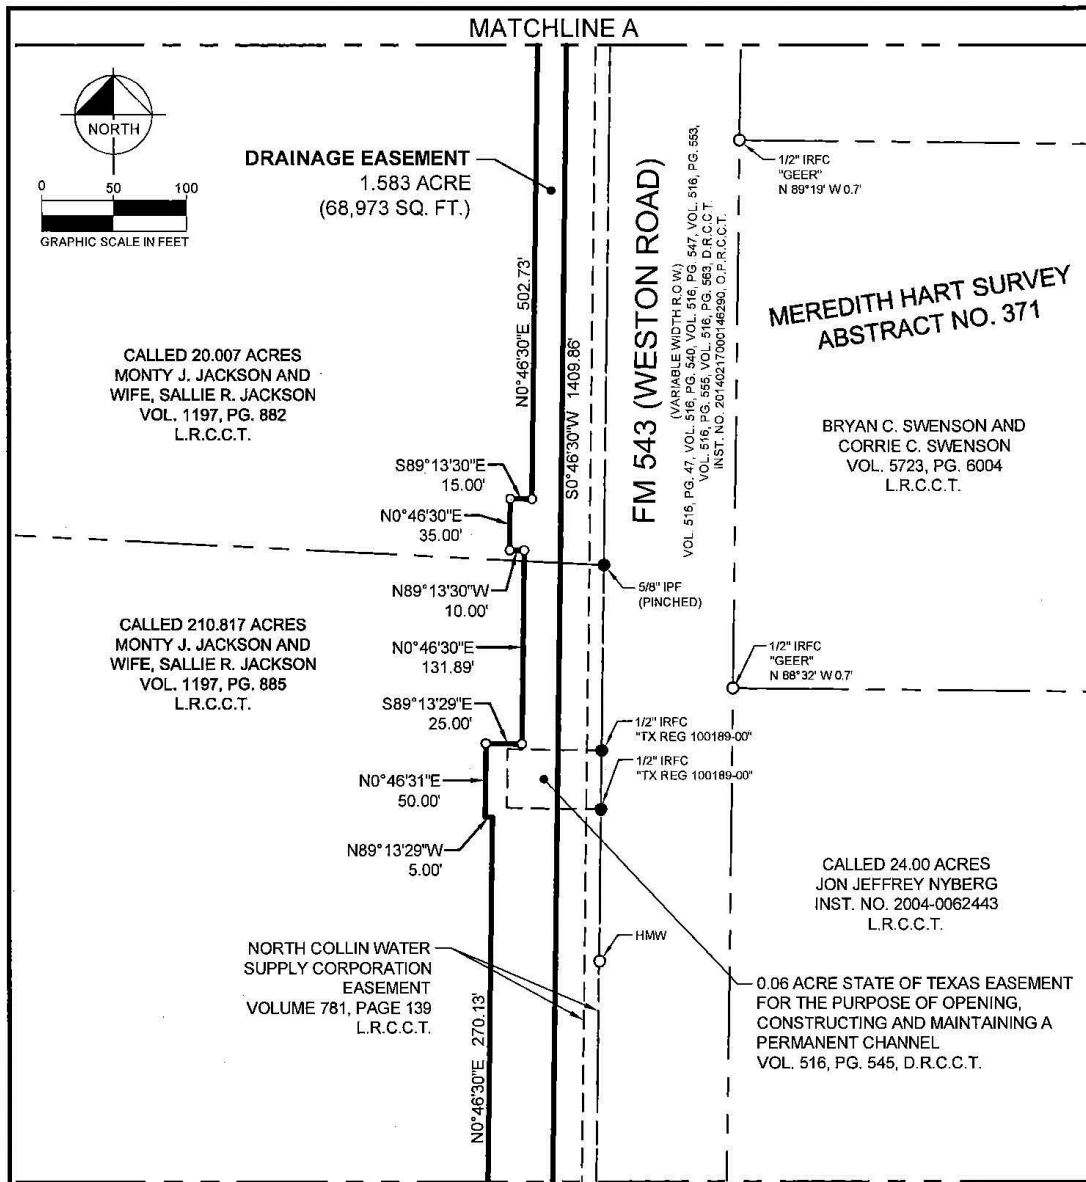 MATCHLINE A
NORTH
0 50 100
GRAPHIC SCALE IN FEET
DRAINAGE EASEMENT
1.583 ACRE
(68,973 SQ. FT.)
N0°46'30"E 502.73'
S0°46'30"W 1409.86'
FM 543 (WESTON ROAD)
(VARIABLE WIDTH R.O.W.)
VOL. 516, PG. 47, VOL. 516, PG. 540, VOL. 516, PG. 547, VOL. 516, PG. 553,
VOL. 516, PG. 555, VOL. 516, PG. 563, D.R.C.C.T.
INST. NO. 20140217000146290, O.P.R.C.C.T.
1/2" IRFC
"GEER"
N 89°19' W 0.7'
MEREDITH HART SURVEY
ABSTRACT NO. 371
CALLED 20.007 ACRES
MONTY J. JACKSON AND
WIFE, SALLIE R. JACKSON
VOL. 1197, PG. 882
L.R.C.C.T.
BRYAN C. SWENSON AND
CORRIE C. SWENSON
VOL. 5723, PG. 6004
L.R.C.C.T.
S89°13'30"E
15.00'
N0°46'30"E
35.00'
N89°13'30"W
10.00'
5/8" IPF
(PINCHED)
CALLED 210.817 ACRES
MONTY J. JACKSON AND
WIFE, SALLIE R. JACKSON
VOL. 1197, PG. 885
L.R.C.C.T.
N0°46'30"E
131.89'
1/2" IRFC
"GEER"
N 88°32' W 0.7'
S89°13'29"E
25.00'
1/2" IRFC
"TX REG 100189-00"
1/2" IRFC
"TX REG 100189-00"
N0°46'31"E
50.00'
N89°13'29"W
5.00'
CALLED 24.00 ACRES
JON JEFFREY NYBERG
INST. NO. 2004-0062443
L.R.C.C.T.
HMW
NORTH COLLIN WATER
SUPPLY CORPORATION
EASEMENT
VOLUME 781, PAGE 139
L.R.C.C.T.
N0°46'30"E 270.13'
0.06 ACRE STATE OF TEXAS EASEMENT
FOR THE PURPOSE OF OPENING,
CONSTRUCTING AND MAINTAINING A
PERMANENT CHANNEL
VOL. 516, PG. 545, D.R.C.C.T.